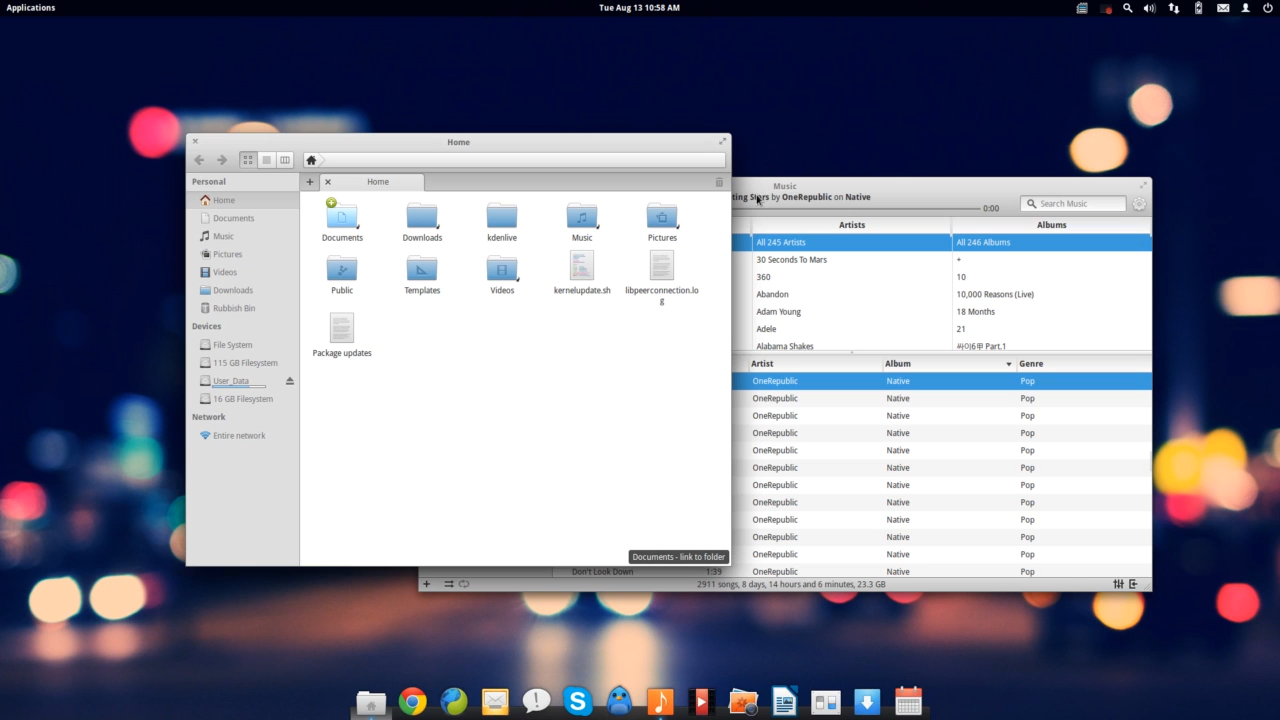 Applications
Tue Aug 13 10:58 AM
Home
Home
Personal
Home
Documents
Music
Pictures
Videos
Downloads
Rubbish Bin
Devices
File System
115 GB Filesystem
User_Data
16 GB Filesystem
Network
Entire network
Documents
Downloads
kdenlive
Music
Pictures
Public
Templates
Videos
kernelupdate.sh
libpeerconnection.lo
g
Package updates
Documents - link to folder
Music
by OneRepublic on Native
0:00
Search Music
Artists
Albums
All 245 Artists
All 246 Albums
30 Seconds To Mars
+
360
10
Abandon
10,000 Reasons (Live)
Adam Young
18 Months
Adele
21
Alabama Shakes
싸이6甲 Part.1
Artist
Album
Genre
OneRepublic Native Pop
OneRepublic Native Pop
OneRepublic Native Pop
OneRepublic Native Pop
OneRepublic Native Pop
OneRepublic Native Pop
OneRepublic Native Pop
OneRepublic Native Pop
OneRepublic Native Pop
OneRepublic Native Pop
OneRepublic Native Pop
Don't Look Down 1:39 OneRepublic Native Pop
2911 songs, 8 days, 14 hours and 6 minutes, 23.3 GB